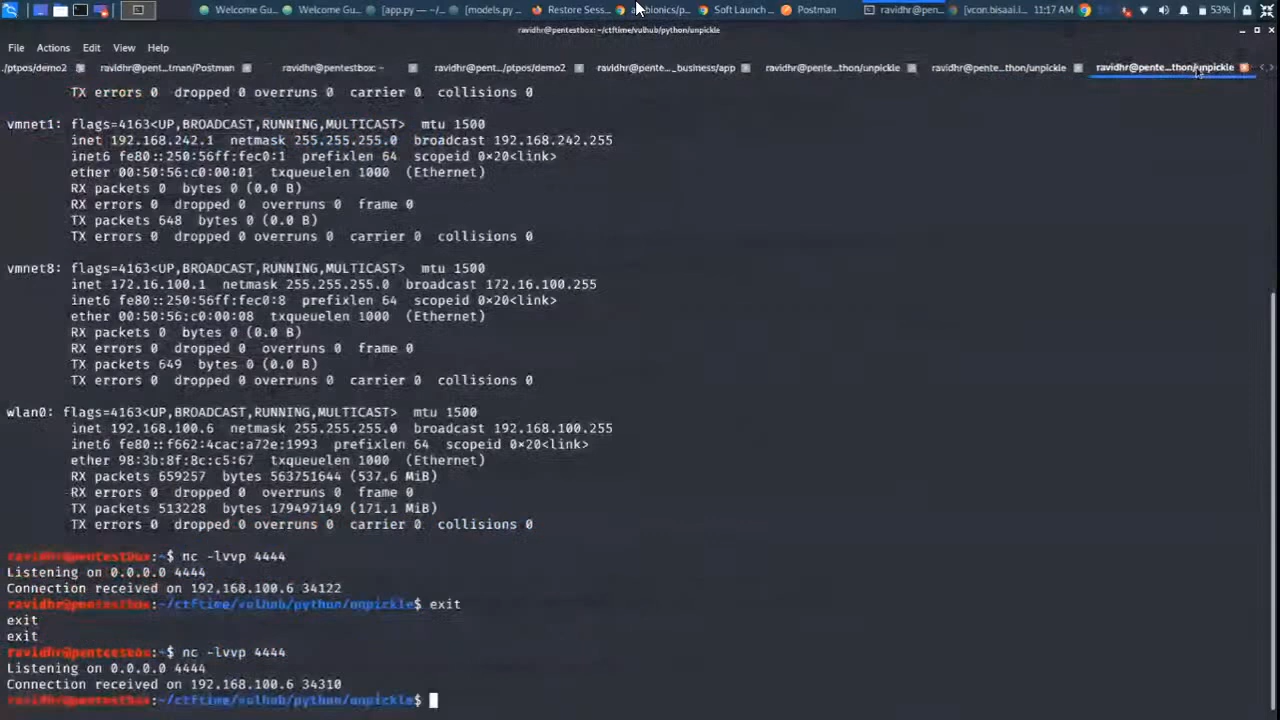 Welcome Gu... Welcome Gu... [app.py — ~/... [models.py ... Restore Sess... Soft Launch ... Postman ravidhr@pen... [vcon.bisaai.i... 11:17 AM 53%
ravidhr@pentestbox: ~/ctftime/vulhub/python/unpickle
File Actions Edit View Help
../ptpos/demo2 ravidhr@pent...tman/Postman ravidhr@pentestbox: ~ ravidhr@pent.../ptpos/demo2 ravidhr@pente..._business/app ravidhr@pente...thon/unpickle ravidhr@pente...thon/unpickle ravidhr@pente...thon/unpickle
TX errors 0 dropped 0 overruns 0 carrier 0 collisions 0
vmnet1: flags=4163<UP,BROADCAST,RUNNING,MULTICAST> mtu 1500
inet 192.168.242.1 netmask 255.255.255.0 broadcast 192.168.242.255
inet6 fe80::250:56ff:fec0:1 prefixlen 64 scopeid 0×20<link>
ether 00:50:56:c0:00:01 txqueuelen 1000 (Ethernet)
RX packets 0 bytes 0 (0.0 B)
RX errors 0 dropped 0 overruns 0 frame 0
TX packets 648 bytes 0 (0.0 B)
TX errors 0 dropped 0 overruns 0 carrier 0 collisions 0
vmnet8: flags=4163<UP,BROADCAST,RUNNING,MULTICAST> mtu 1500
inet 172.16.100.1 netmask 255.255.255.0 broadcast 172.16.100.255
inet6 fe80::250:56ff:fec0:8 prefixlen 64 scopeid 0×20<link>
ether 00:50:56:c0:00:08 txqueuelen 1000 (Ethernet)
RX packets 0 bytes 0 (0.0 B)
RX errors 0 dropped 0 overruns 0 frame 0
TX packets 649 bytes 0 (0.0 B)
TX errors 0 dropped 0 overruns 0 carrier 0 collisions 0
wlan0: flags=4163<UP,BROADCAST,RUNNING,MULTICAST> mtu 1500
inet 192.168.100.6 netmask 255.255.255.0 broadcast 192.168.100.255
inet6 fe80::f662:4cac:a72e:1993 prefixlen 64 scopeid 0×20<link>
ether 98:3b:8f:8c:c5:67 txqueuelen 1000 (Ethernet)
RX packets 659257 bytes 563751644 (537.6 MiB)
RX errors 0 dropped 0 overruns 0 frame 0
TX packets 513228 bytes 179497149 (171.1 MiB)
TX errors 0 dropped 0 overruns 0 carrier 0 collisions 0
ravidhr@pentestbox:~$ nc -lvvp 4444
Listening on 0.0.0.0 4444
Connection received on 192.168.100.6 34122
ravidhr@pentestbox:~/ctftime/vulhub/python/unpickle$ exit
exit
exit
ravidhr@pentestbox:~$ nc -lvvp 4444
Listening on 0.0.0.0 4444
Connection received on 192.168.100.6 34310
ravidhr@pentestbox:~/ctftime/vulhub/python/unpickle$